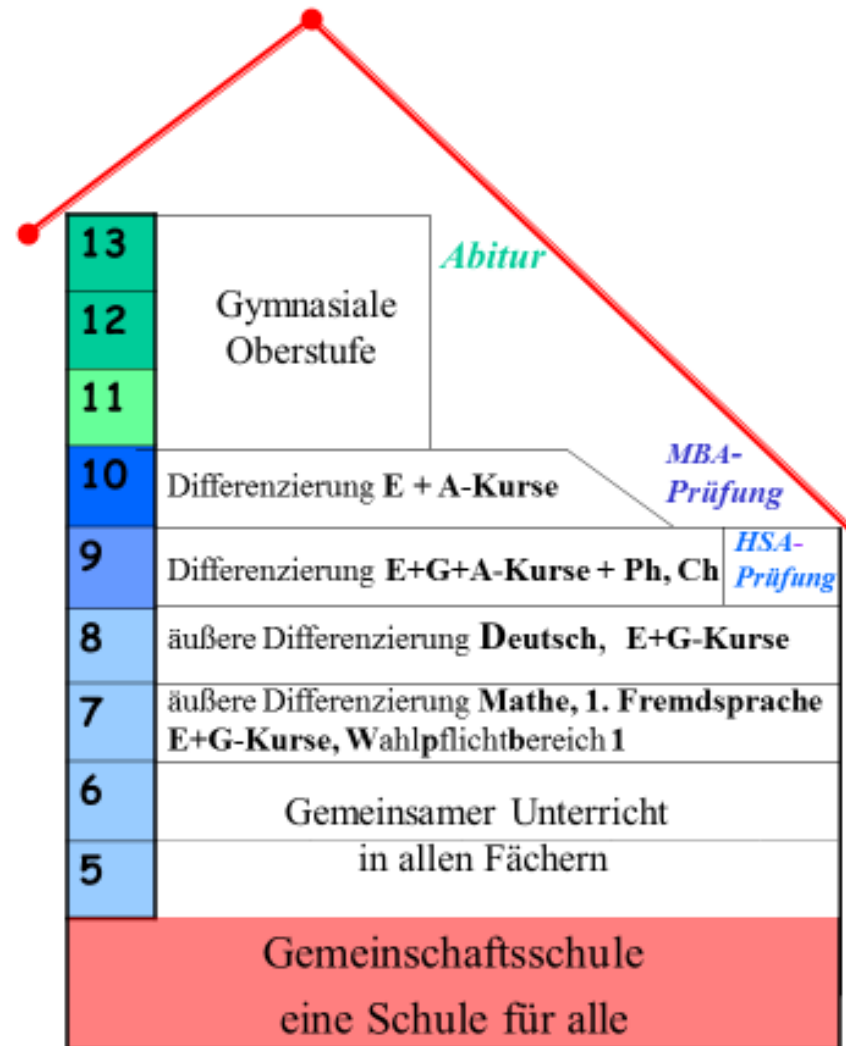 13
Abitur
12
Gymnasiale
Oberstufe
11
10
Differenzierung E + A-Kurse
MBA-
Prüfung
9
Differenzierung E+G+A-Kurse + Ph, Ch
HSA-
Prüfung
8
äußere Differenzierung Deutsch, E+G-Kurse
7
äußere Differenzierung Mathe, 1. Fremdsprache
E+G-Kurse, Wahlpflichtbereich 1
6
5
Gemeinsamer Unterricht
in allen Fächern
Gemeinschaftsschule
eine Schule für alle